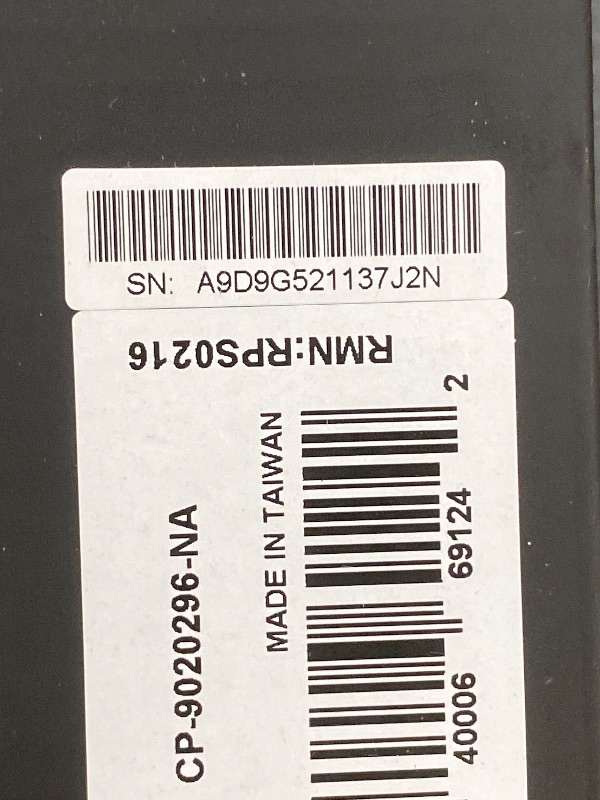 SN: A9D9G521137J2N
RMN:RPS0216
MADE IN TAIWAN
CP-9020296-NA
40006 69124 2